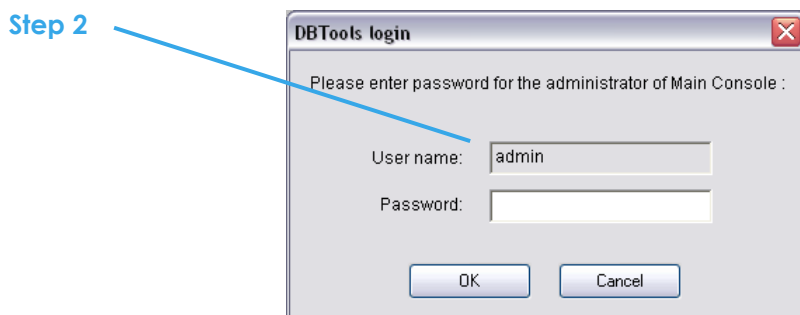 Step 2
DBTools login
Please enter password for the administrator of Main Console :
User name: admin
Password:
OK Cancel